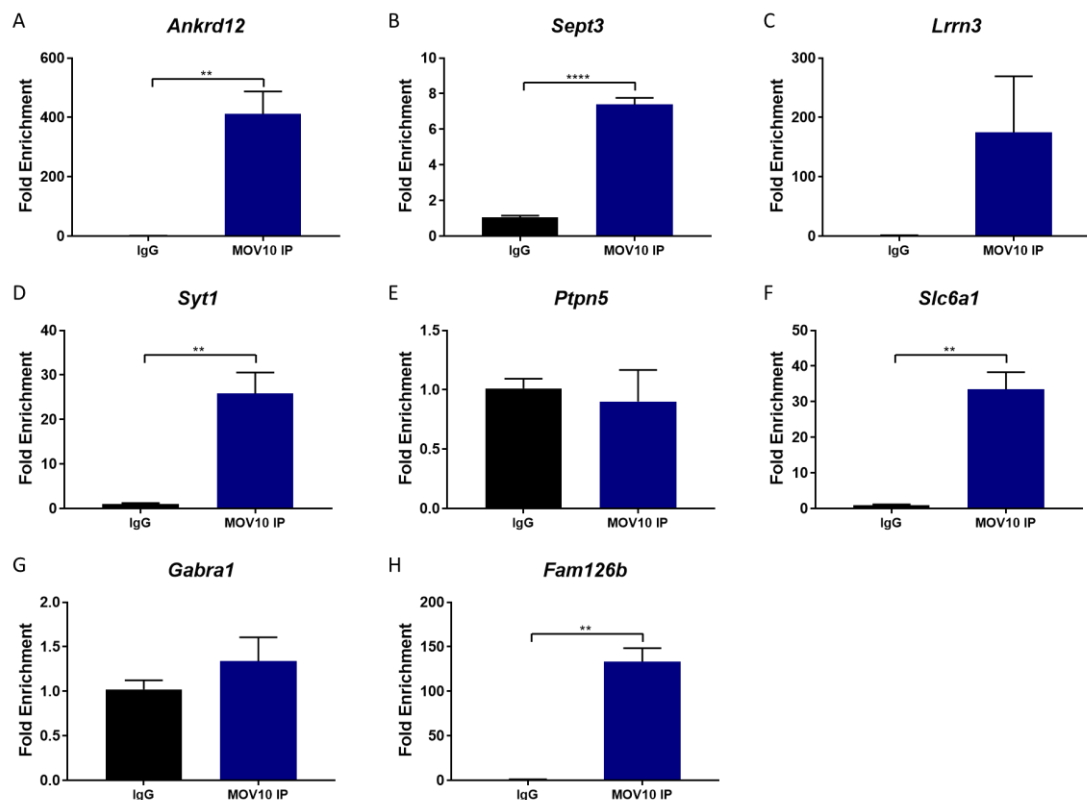 A
Ankrd12
Fold Enrichment
600
400
200
0
**
IgG
MOV10 IP
B
Sept3
Fold Enrichment
10
8
6
4
2
0
****
IgG
MOV10 IP
C
Lrrn3
Fold Enrichment
300
200
100
0
IgG
MOV10 IP
D
Syt1
Fold Enrichment
40
30
20
10
0
**
IgG
MOV10 IP
E
Ptpn5
Fold Enrichment
1.5
1.0
0.5
0.0
IgG
MOV10 IP
F
Slc6a1
Fold Enrichment
50
40
30
20
10
0
**
IgG
MOV10 IP
G
Gabra1
Fold Enrichment
2.0
1.5
1.0
0.5
0.0
IgG
MOV10 IP
H
Fam126b
Fold Enrichment
200
150
100
50
0
**
IgG
MOV10 IP